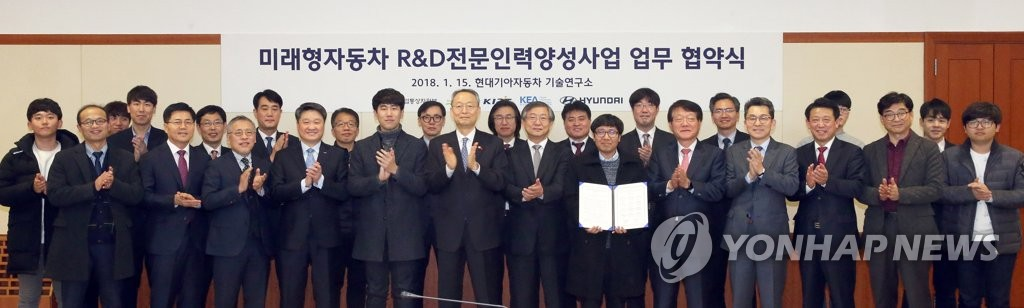 미래형자동차 R&D전문인력양성사업 업무 협약식
2018. 1. 15. 현대기아자동차 기술연구소
KEA HYUNDAI
YONHAP NEWS